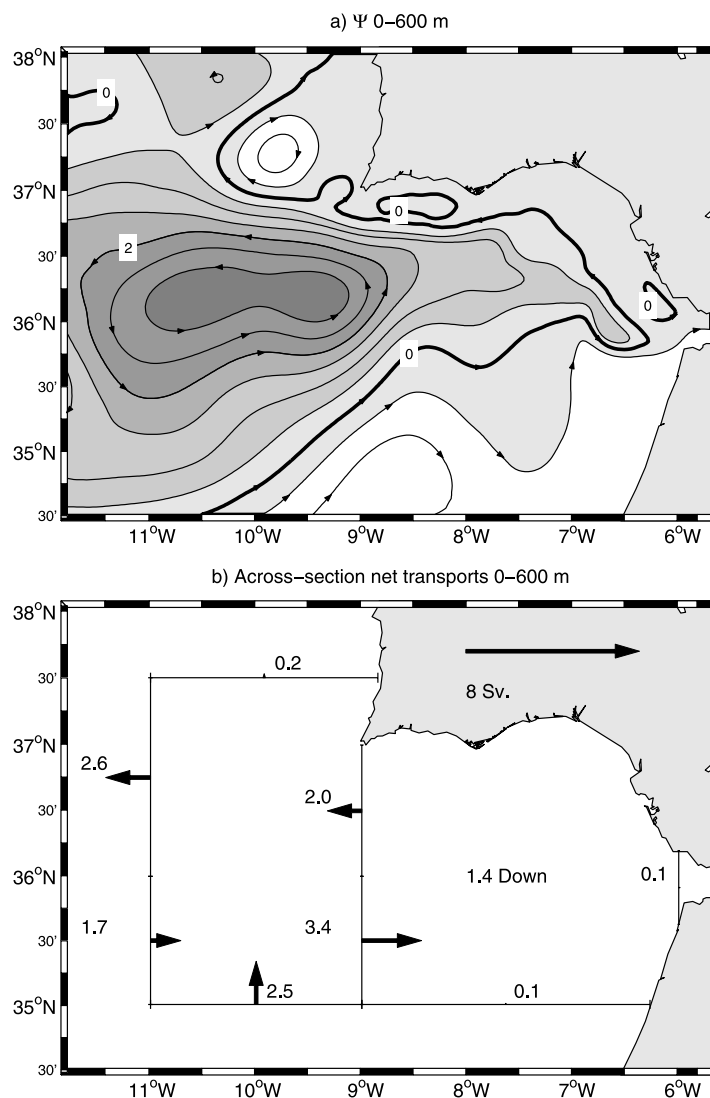 a) Ψ 0−600 m
38°N
0
30'
37°N
0
2
30'
36°N
0
0
30'
35°N
30'
11°W 10°W 9°W 8°W 7°W 6°W
b) Across−section net transports 0−600 m
38°N
0.2
30'
8 Sv.
37°N
2.6
2.0
30'
36°N
1.4 Down
0.1
1.7
3.4
30'
2.5
0.1
35°N
30'
11°W 10°W 9°W 8°W 7°W 6°W